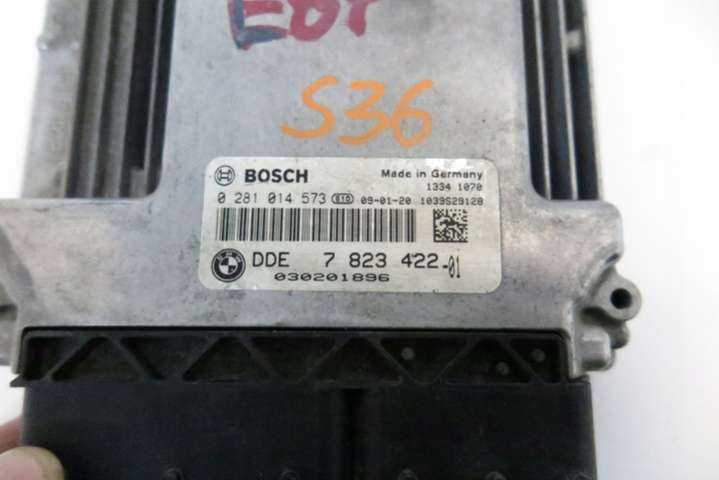 S36
BOSCH Made in Germany
1334 1070
0 281 014 573 09-01-20 1039S29128
DDE 7 823 422-01
030201896